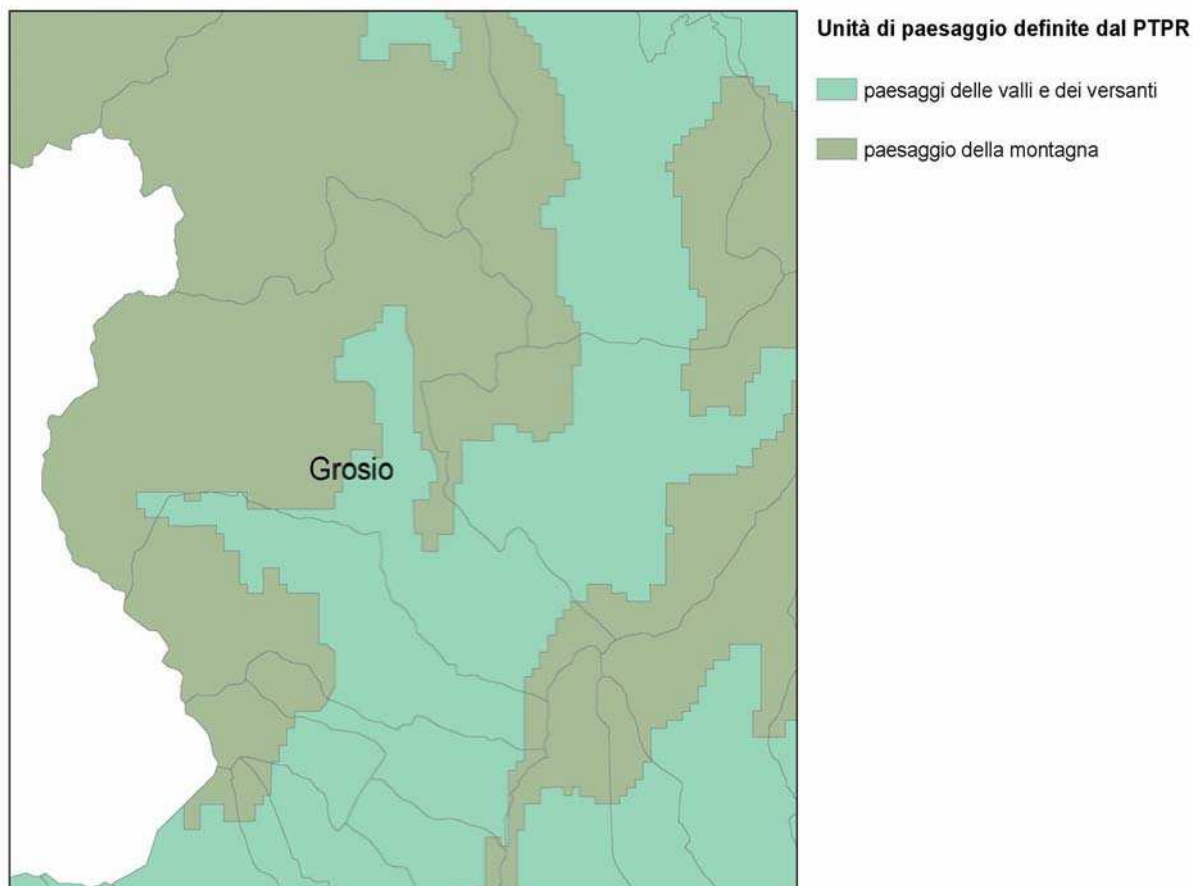 Unità di paesaggio definite dal PTPR
paesaggi delle valli e dei versanti
paesaggio della montagna
Grosio